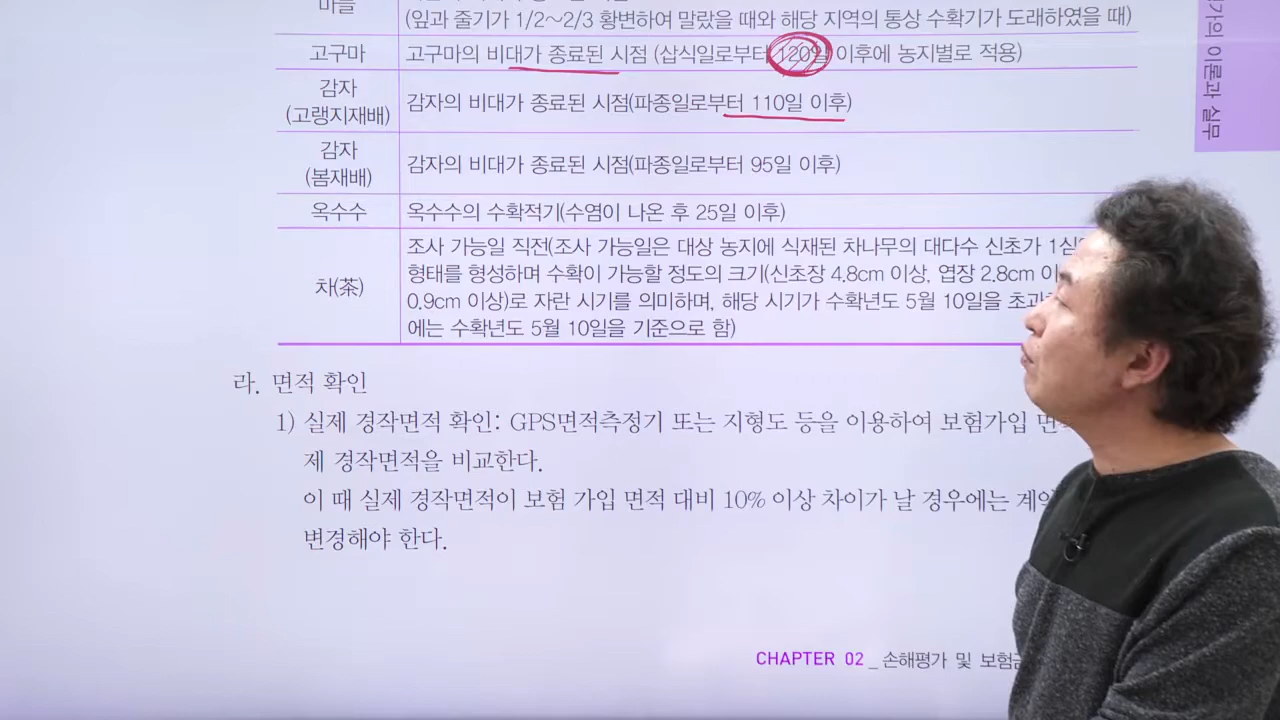 마늘
(잎과 줄기가 1/2~2/3 황변하여 말랐을 때와 해당 지역의 통상 수확기가 도래하였을 때)
고구마 고구마의 비대가 종료된 시점 (삽식일로부터 120일 이후에 농지별로 적용)
감자
(고랭지재배) 감자의 비대가 종료된 시점(파종일로부터 110일 이후)
감자
(봄재배) 감자의 비대가 종료된 시점(파종일로부터 95일 이후)
옥수수 옥수수의 수확적기(수염이 나온 후 25일 이후)
차(茶) 조사 가능일 직전(조사 가능일은 대상 농지에 식재된 차나무의 대다수 신초가 1심
형태를 형성하며 수확이 가능할 정도의 크기(신초장 4.8cm 이상, 엽장 2.8cm 이
0.9cm 이상)로 자란 시기를 의미하며, 해당 시기가 수확년도 5월 10일을 초과
에는 수확년도 5월 10일을 기준으로 함)
라. 면적 확인
1) 실제 경작면적 확인: GPS면적측정기 또는 지형도 등을 이용하여 보험가입 면
제 경작면적을 비교한다.
이 때 실제 경작면적이 보험 가입 면적 대비 10% 이상 차이가 날 경우에는 계약
변경해야 한다.
CHAPTER 02 _ 손해평가 및 보험금
가의 이론과 실무